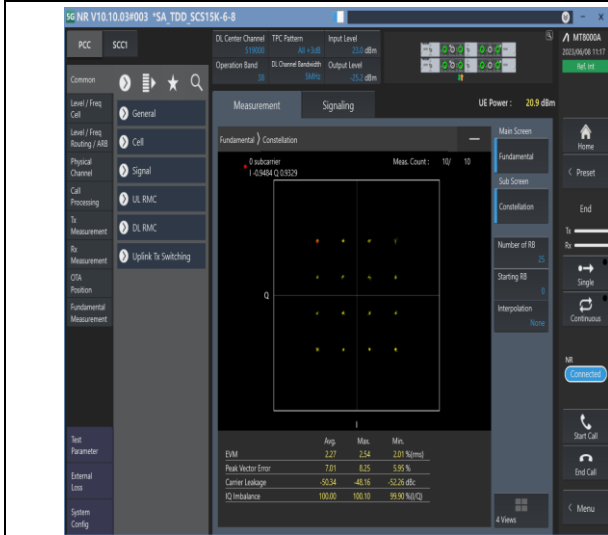 5G NR V10.10.03#003 *SA_TDD_SCS15K-6-8
PCC SCC1
DL Center Channel TPC Pattern Input Level
519000 All +3dB 23.0 dBm
Operation Band DL Channel Bandwidth Output Level
38 5MHz -25.2 dBm
MT8000A
2023/06/08 11:17
Ref. Int
Common
Level / Freq
Cell
Level / Freq
Routing / ARB
Physical
Channel
Call
Processing
Tx
Measurement
Rx
Measurement
OTA
Position
Fundamental
Measurement
Test
Parameter
External
Loss
System
Config
General
Cell
Signal
UL RMC
DL RMC
Uplink Tx Switching
Measurement Signaling UE Power : 20.9 dBm
Fundamental Constellation
0 subcarrier Meas. Count : 10/ 10
I -0.9484 Q 0.9329
Q
I
Avg. Max. Min.
EVM 2.27 2.54 2.01 %(rms)
Peak Vector Error 7.01 8.25 5.95 %
Carrier Leakage -50.34 -48.16 -52.26 dBc
IQ Imbalance 100.00 100.10 99.90 %(I/Q)
Main Screen
Fundamental
Sub Screen
Constellation
Number of RB
25
Starting RB
0
Interpolation
None
4 Views
Home
Preset
End
Tx
Rx
Single
Continuous
NR
Connected
Start Call
End Call
Menu